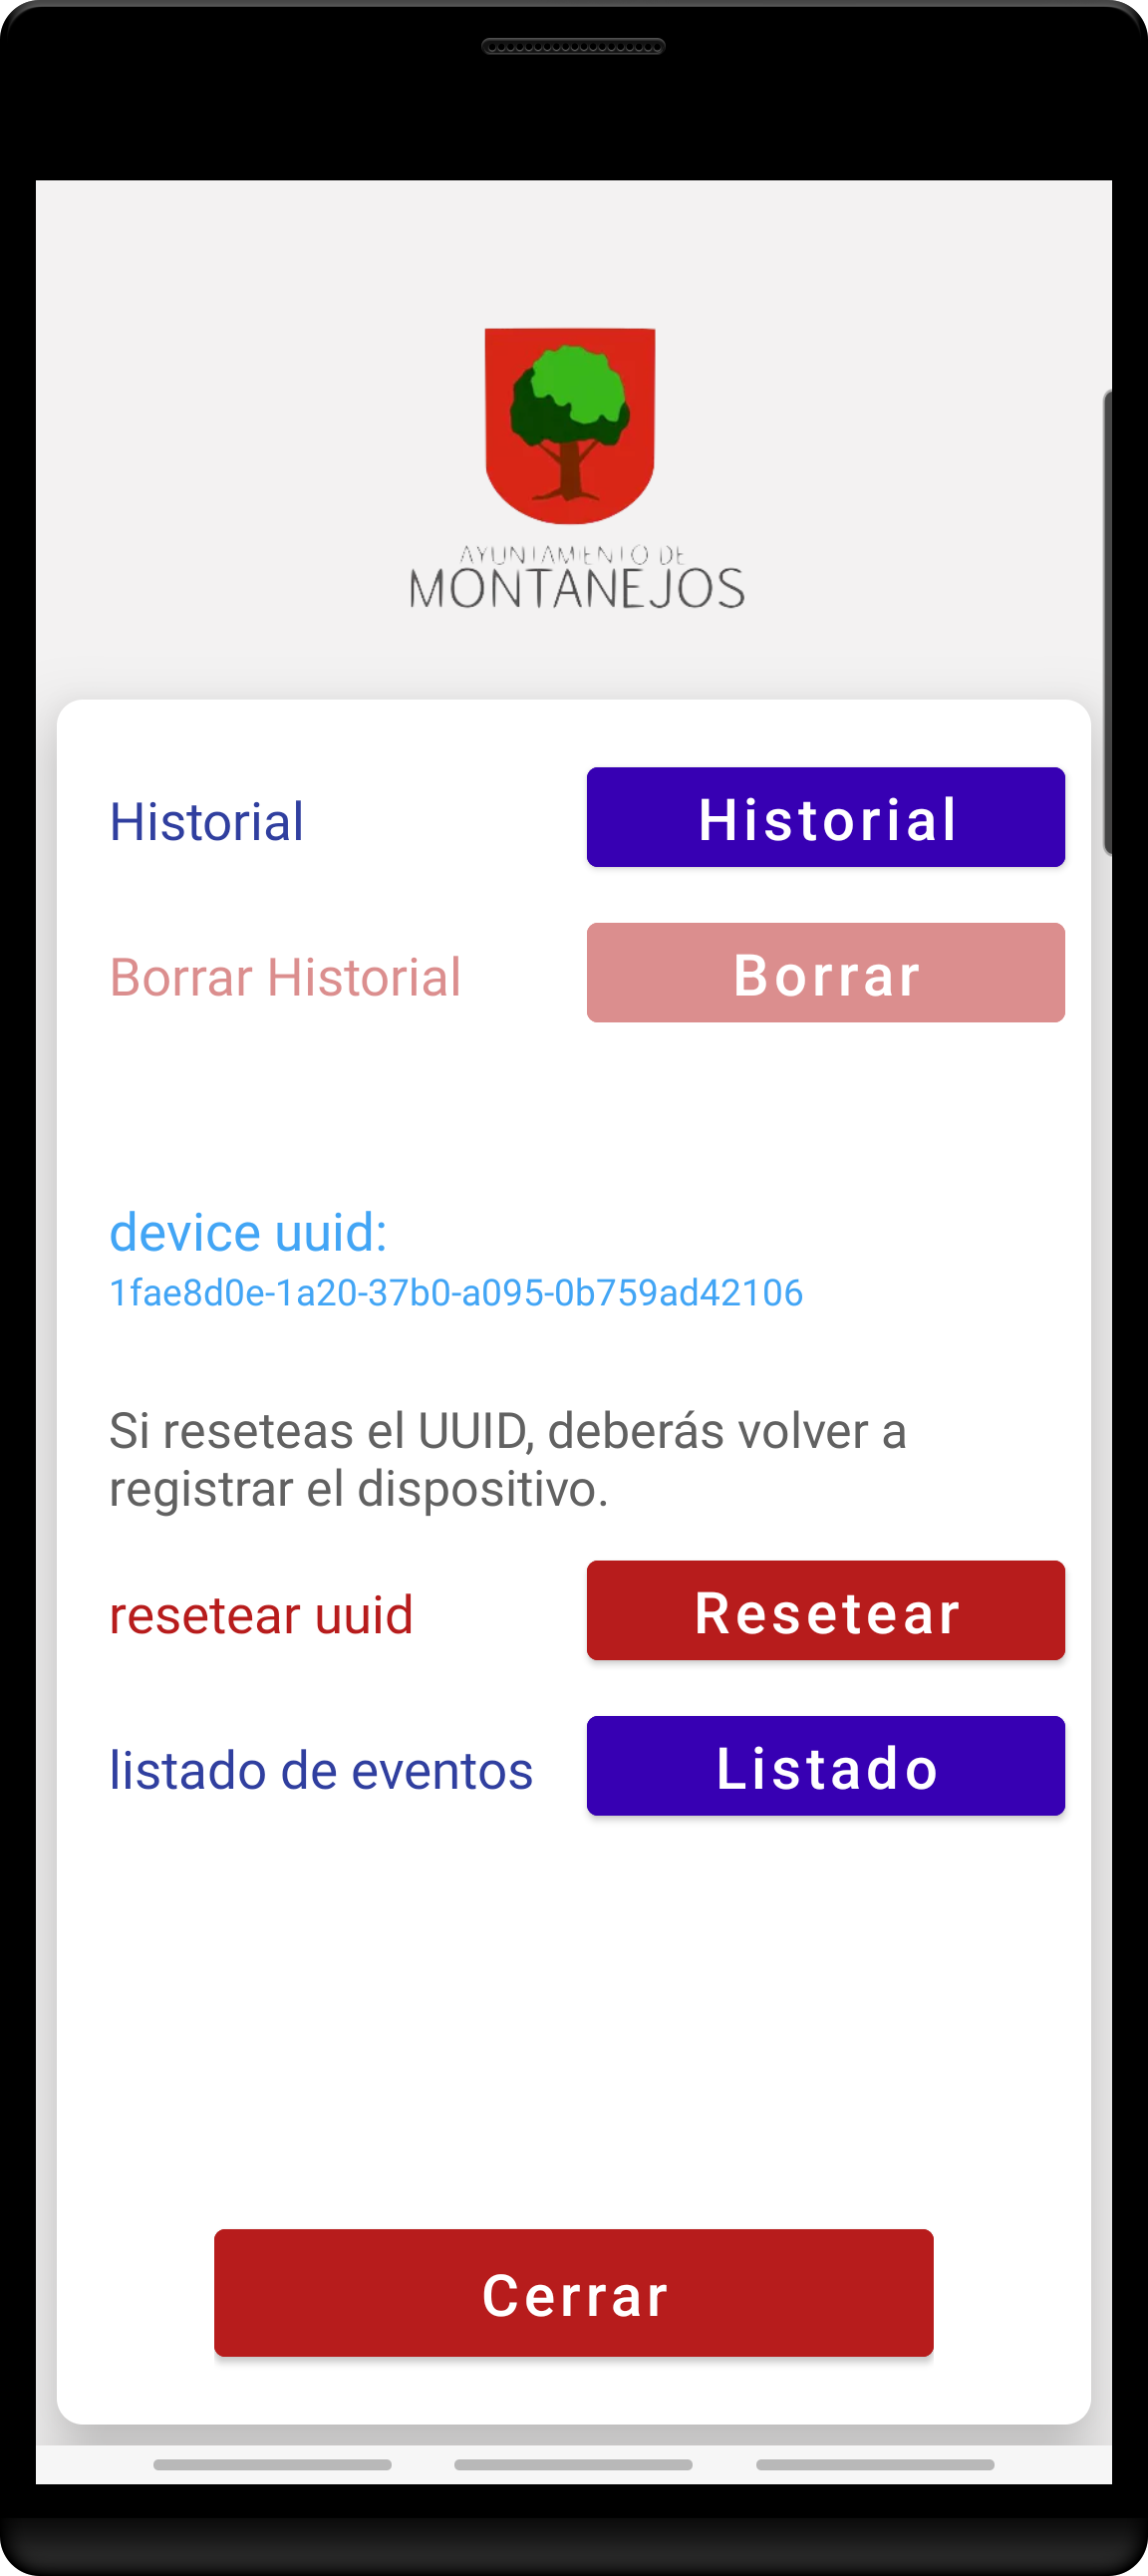 AYUNTAMIENTO DE
MONTANEJOS
Historial
Historial
Borrar Historial
Borrar
device uuid:
1fae8d0e-1a20-37b0-a095-0b759ad42106
Si reseteas el UUID, deberás volver a
registrar el dispositivo.
resetear uuid
Resetear
listado de eventos
Listado
Cerrar